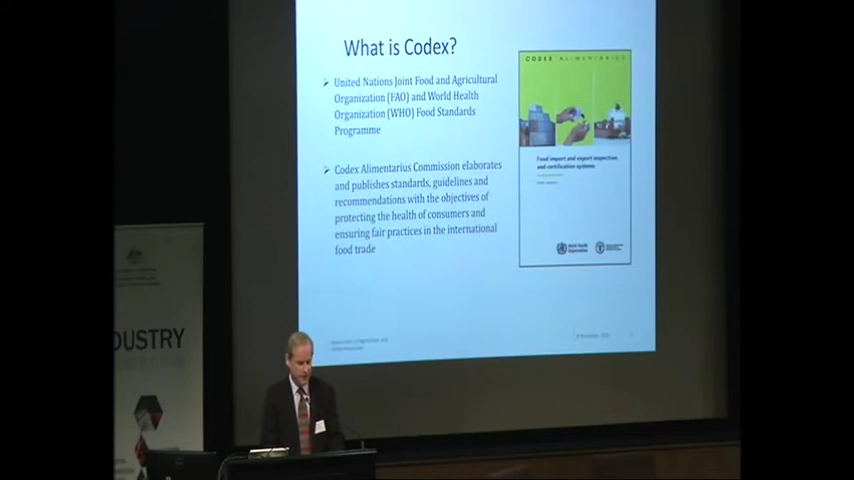 What is Codex?
➢ United Nations Joint Food and Agricultural
Organization (FAO) and World Health
Organization (WHO) Food Standards
Programme
➢ Codex Alimentarius Commission elaborates
and publishes standards, guidelines and
recommendations with the objectives of
protecting the health of consumers and
ensuring fair practices in the international
food trade
CODEX ALIMENTARIUS
Food import and export inspection
and certification systems
World Health
Organization
DUSTRY